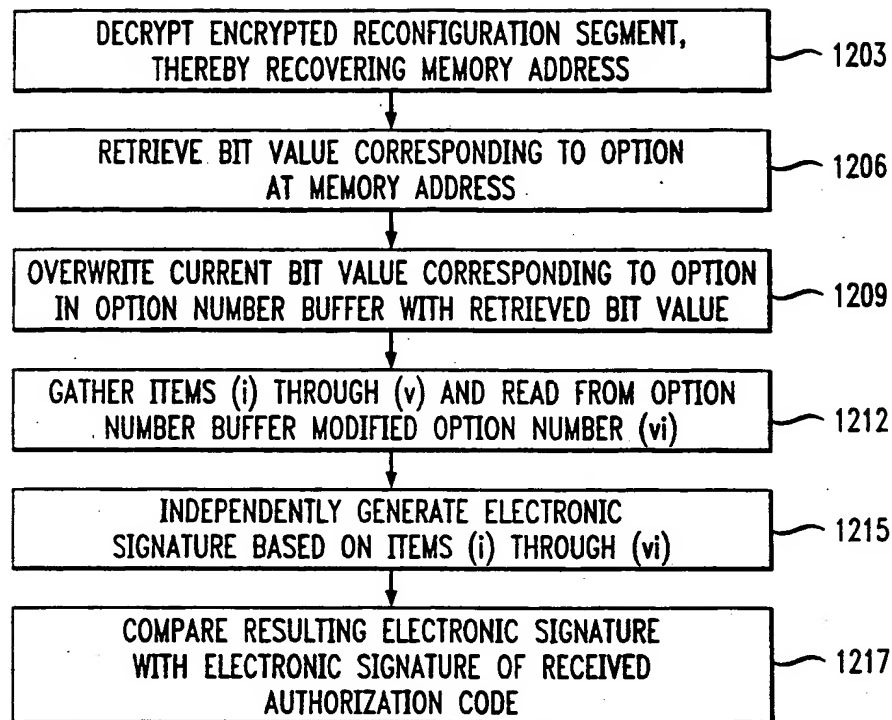 DECRYPT ENCRYPTED RECONFIGURATION SEGMENT,
THEREBY RECOVERING MEMORY ADDRESS
1203
RETRIEVE BIT VALUE CORRESPONDING TO OPTION
AT MEMORY ADDRESS
1206
OVERWRITE CURRENT BIT VALUE CORRESPONDING TO OPTION
IN OPTION NUMBER BUFFER WITH RETRIEVED BIT VALUE
1209
GATHER ITEMS (i) THROUGH (v) AND READ FROM OPTION
NUMBER BUFFER MODIFIED OPTION NUMBER (vi)
1212
INDEPENDENTLY GENERATE ELECTRONIC
SIGNATURE BASED ON ITEMS (i) THROUGH (vi)
1215
COMPARE RESULTING ELECTRONIC SIGNATURE
WITH ELECTRONIC SIGNATURE OF RECEIVED
AUTHORIZATION CODE
1217